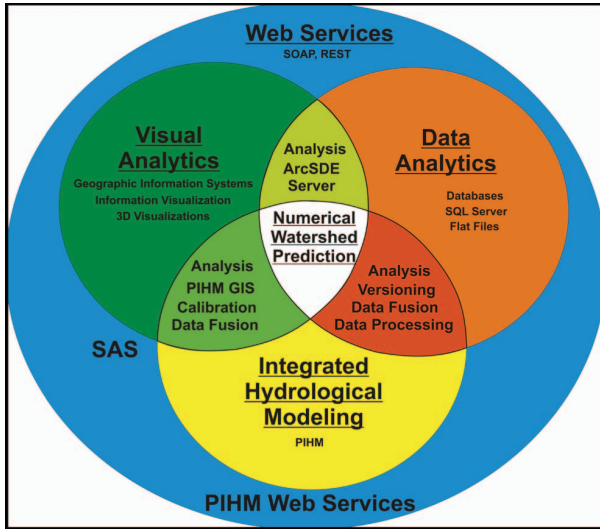 Web Services
SOAP, REST
Visual
Analytics
Geographic Information Systems
Information Visualization
3D Visualizations
Analysis
ArcSDE
Server
Data
Analytics
Databases
SQL Server
Flat Files
Numerical
Watershed
Prediction
Analysis
PIHM GIS
Calibration
Data Fusion
Analysis
Versioning
Data Fusion
Data Processing
SAS
Integrated
Hydrological
Modeling
PIHM
PIHM Web Services